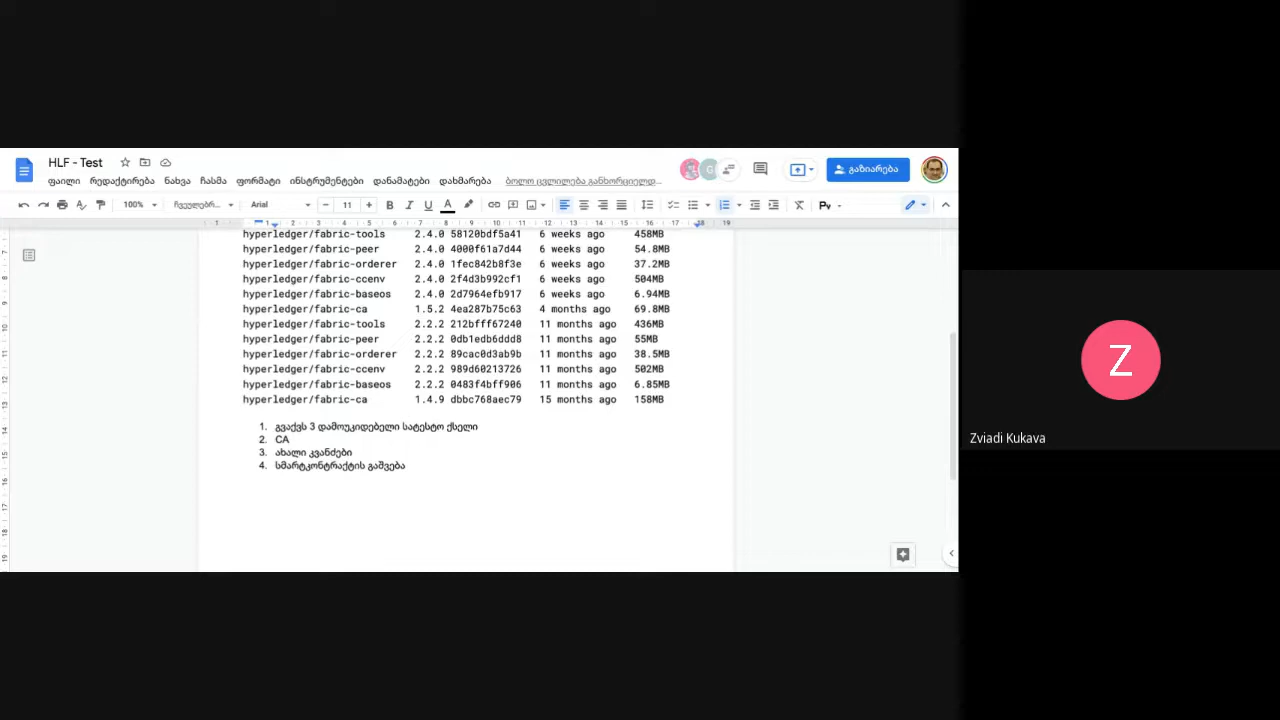 HLF - Test
ფაილი რედაქტირება ნახვა ჩასმა ფორმატი ინსტრუმენტები დანამატები დახმარება ბოლო ცვლილება განხორციელდ...
გაზიარება
100% ჩვეულებრ... Arial 11
hyperledger/fabric-tools 2.4.0 58120bdf5a41 6 weeks ago 458MB
hyperledger/fabric-peer 2.4.0 4000f61a7d44 6 weeks ago 54.8MB
hyperledger/fabric-orderer 2.4.0 1fec842b8f3e 6 weeks ago 37.2MB
hyperledger/fabric-ccenv 2.4.0 2f4d3b992cf1 6 weeks ago 504MB
hyperledger/fabric-baseos 2.4.0 2d7964efb917 6 weeks ago 6.94MB
hyperledger/fabric-ca 1.5.2 4ea287b75c63 4 months ago 69.8MB
hyperledger/fabric-tools 2.2.2 212bfff67240 11 months ago 436MB
hyperledger/fabric-peer 2.2.2 0db1edb6ddd8 11 months ago 55MB
hyperledger/fabric-orderer 2.2.2 89cac0d3ab9b 11 months ago 38.5MB
hyperledger/fabric-ccenv 2.2.2 989d60213726 11 months ago 502MB
hyperledger/fabric-baseos 2.2.2 0483f4bff906 11 months ago 6.85MB
hyperledger/fabric-ca 1.4.9 dbbc768aec79 15 months ago 158MB
1. გვაქვს 3 დამოუკიდებელი სატესტო ქსელი
2. CA
3. ახალი კვანძები
4. სმარტკონტრაქტის გაშვება
Z
Zviadi Kukava